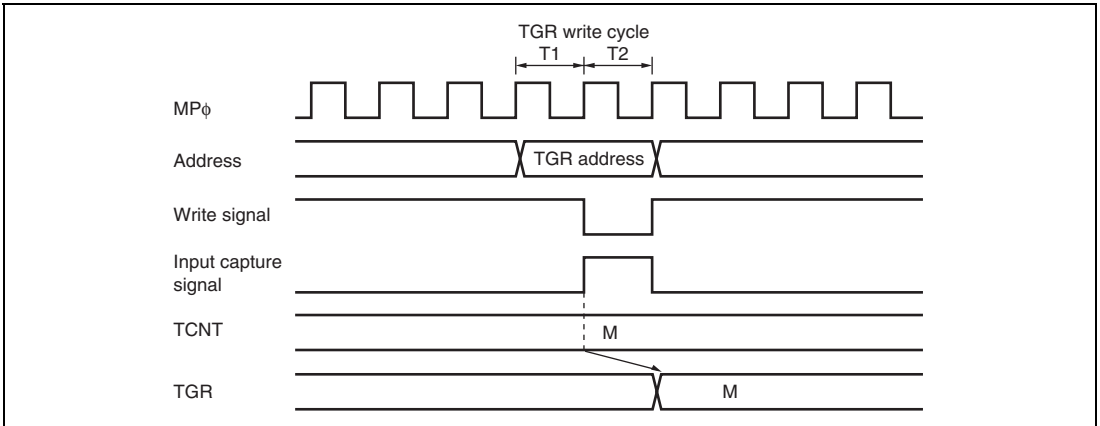 TGR write cycle
T1 T2
MPϕ
Address
TGR address
Write signal
Input capture
signal
TCNT
M
TGR
M